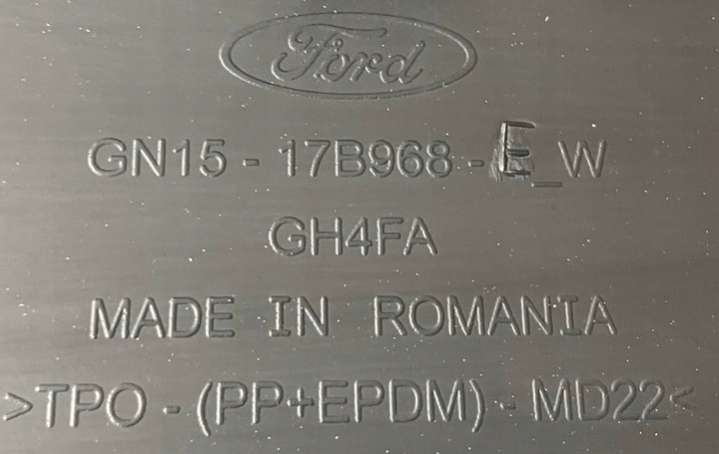 Ford
GN15 - 17B968 - E_W
GH4FA
MADE IN ROMANIA
>TPO - (PP+EPDM) - MD22<